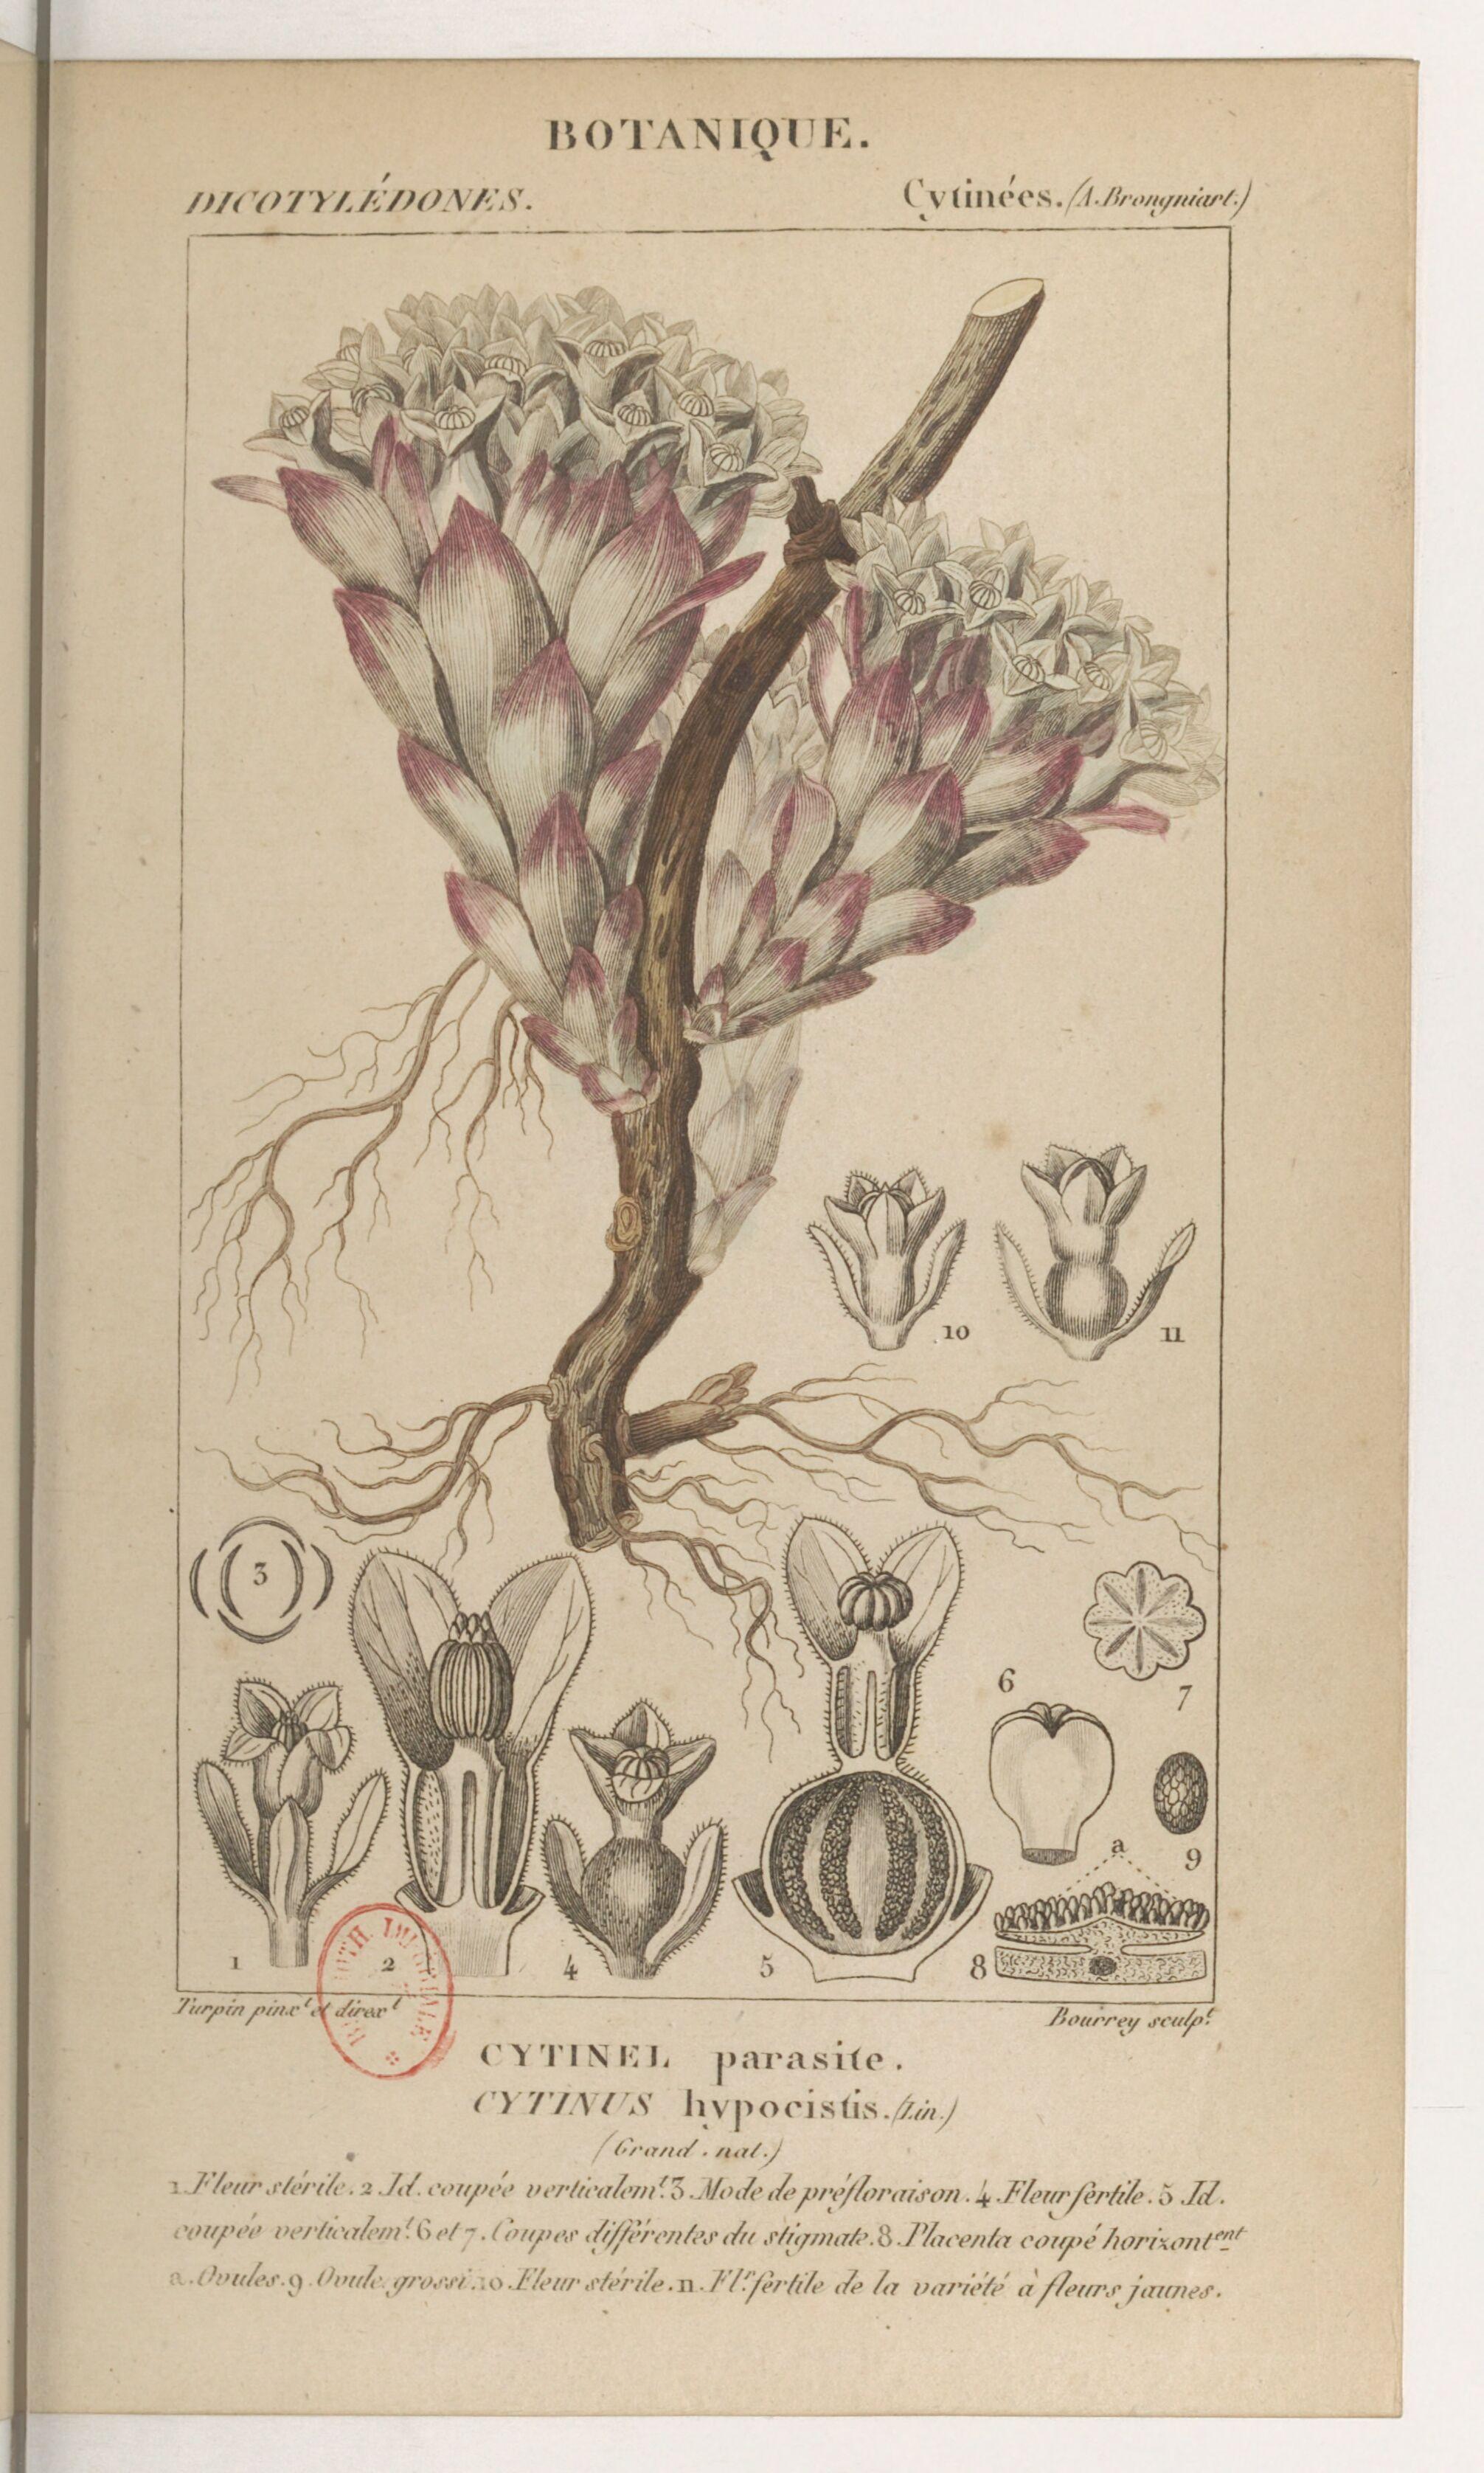 BOTANIQUE.
DICOTYLÉDONES. Cytinées. (A. Brongniart.)
10 11
3
6
7
9
a
1 2 4 5 8
Turpin pinx.t et direx.t Bourrey sculp.t
BIBLIOTH. IMPÉRIALE
CYTINEL parasite.
CYTINUS hypocistis. (Lin.)
(Grand. nat.)
1. Fleur stérile. 2. Id. coupée verticalem.t 3. Mode de préfloraison. 4. Fleur fertile. 5. Id.
coupée verticalem.t 6 et 7. Coupes différentes du stigmate. 8. Placenta coupé horizont.ent
a. Ovules. 9. Ovule grossi. 10. Fleur stérile. 11. Fl.r fertile de la variété à fleurs jaunes.